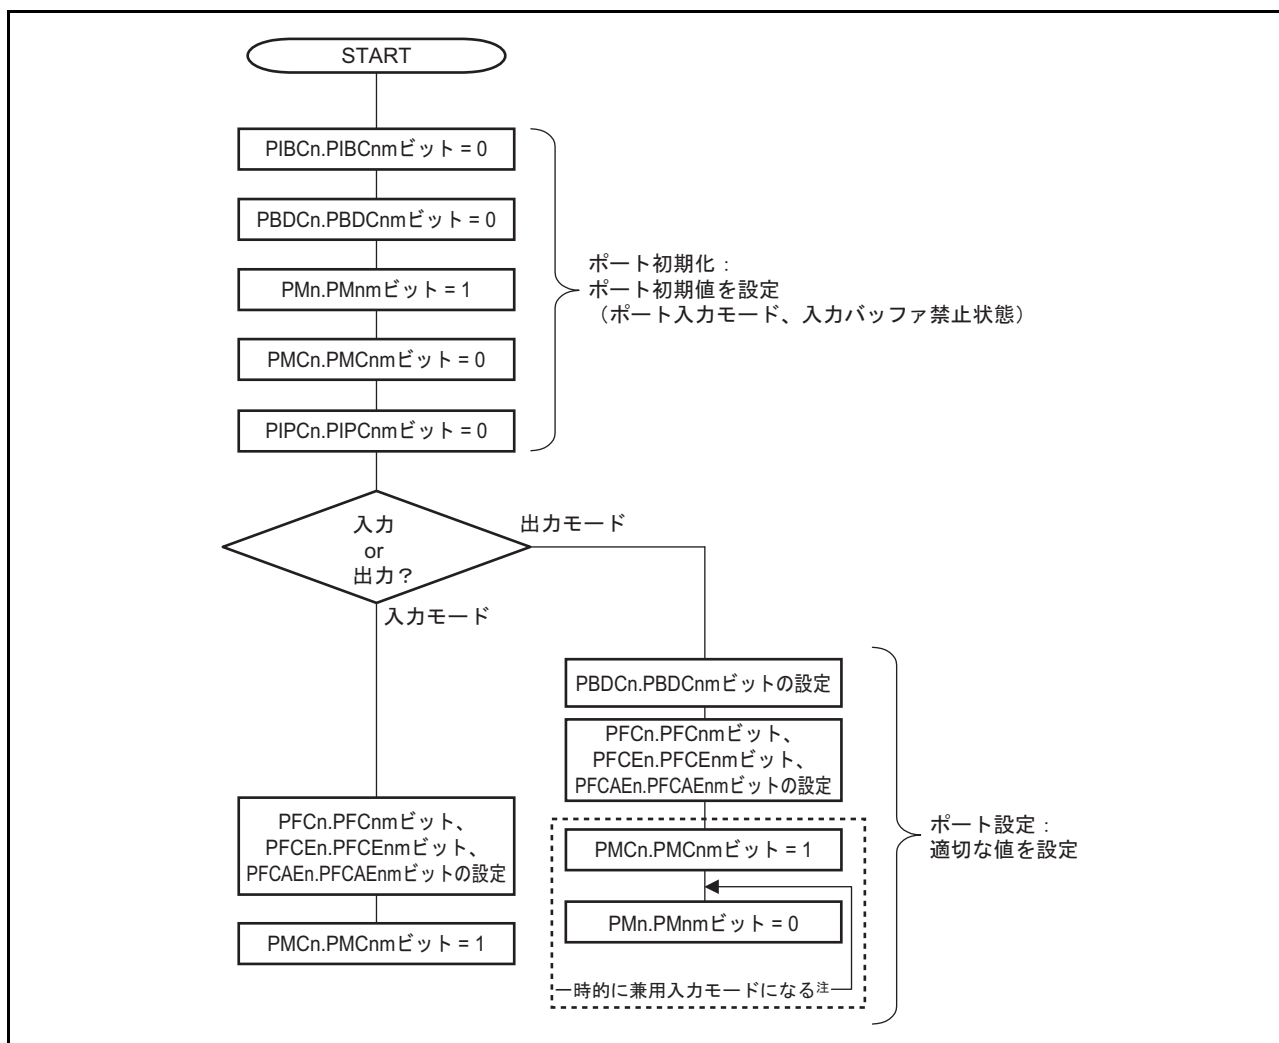 START
PIBCn.PIBCnmビット = 0
PBDCn.PBDCnmビット = 0
PMn.PMnmビット = 1
PMCn.PMCnmビット = 0
PIPCn.PIPCnmビット = 0
ポート初期化：
ポート初期値を設定
（ポート入力モード、入力バッファ禁止状態）
入力
or
出力？
出力モード
入力モード
PBDCn.PBDCnmビットの設定
PFCn.PFCnmビット、
PFCEn.PFCEnmビット、
PFCAEn.PFCAEnmビットの設定
PMCn.PMCnmビット = 1
PMn.PMnmビット = 0
一時的に兼用入力モードになる注
ポート設定：
適切な値を設定
PFCn.PFCnmビット、
PFCEn.PFCEnmビット、
PFCAEn.PFCAEnmビットの設定
PMCn.PMCnmビット = 1